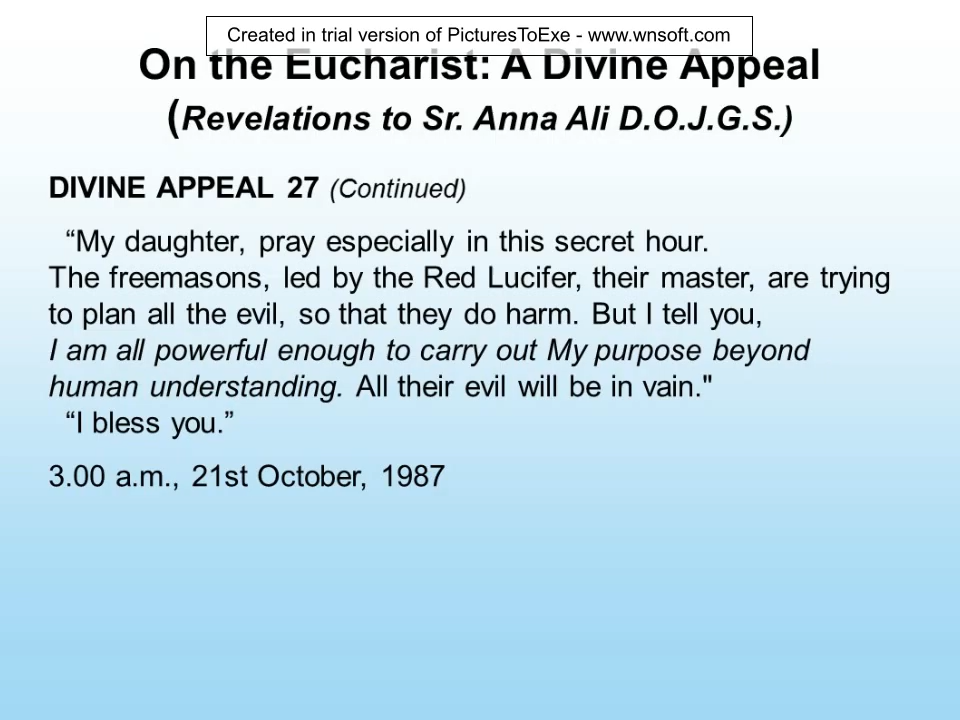 Created in trial version of PicturesToExe - www.wnsoft.com
On the Eucharist: A Divine Appeal
(Revelations to Sr. Anna Ali D.O.J.G.S.)
DIVINE APPEAL 27 (Continued)
“My daughter, pray especially in this secret hour.
The freemasons, led by the Red Lucifer, their master, are trying
to plan all the evil, so that they do harm. But I tell you,
I am all powerful enough to carry out My purpose beyond
human understanding. All their evil will be in vain."
“I bless you.”
3.00 a.m., 21st October, 1987